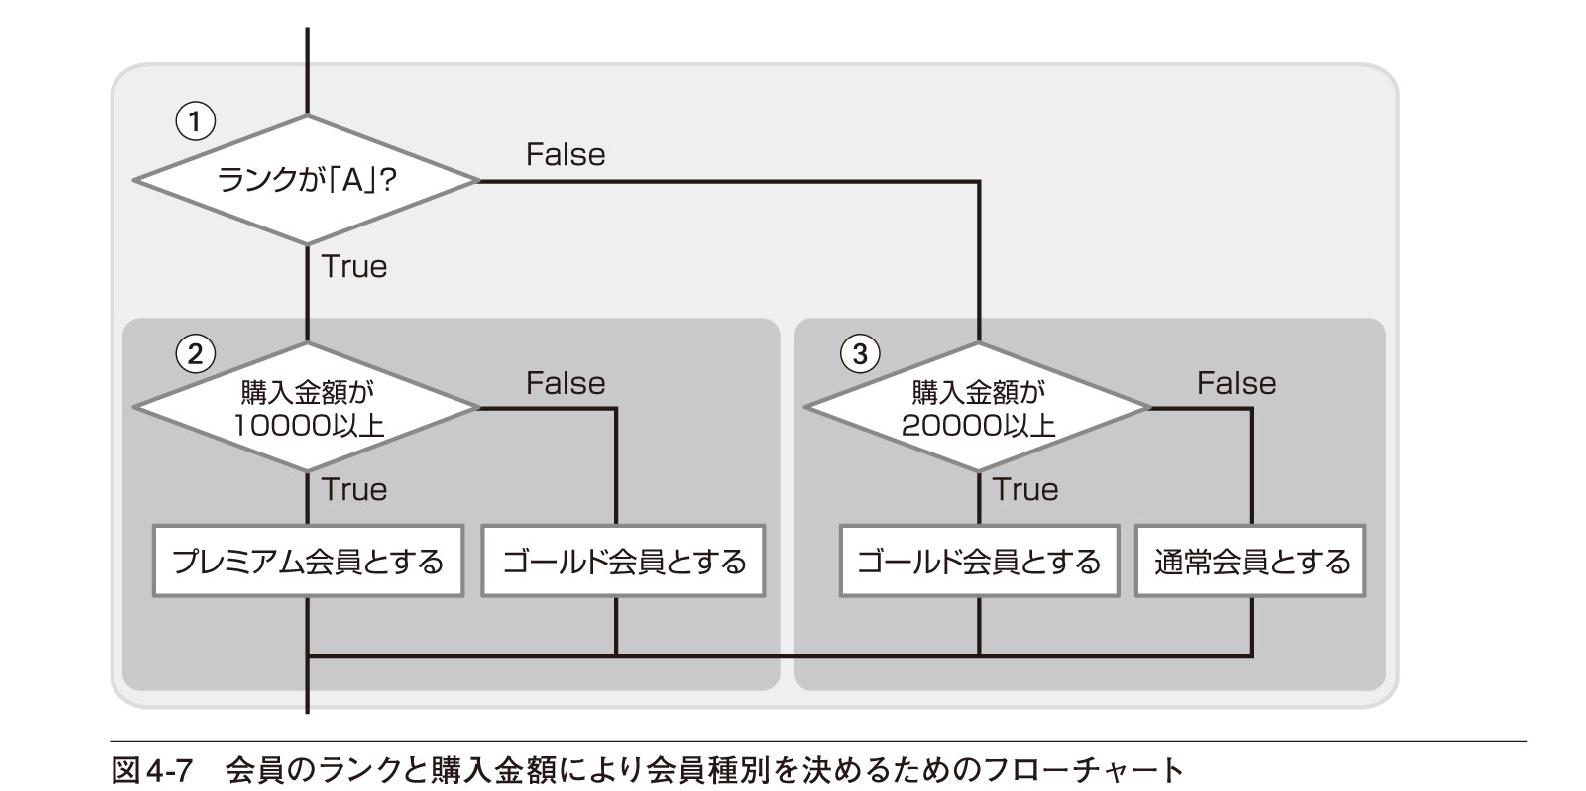 ①
ランクが「A」?
False
True
②
購入金額が
10000以上
False
True
プレミアム会員とする
ゴールド会員とする
③
購入金額が
20000以上
False
True
ゴールド会員とする
通常会員とする
図4-7 会員のランクと購入金額により会員種別を決めるためのフローチャート